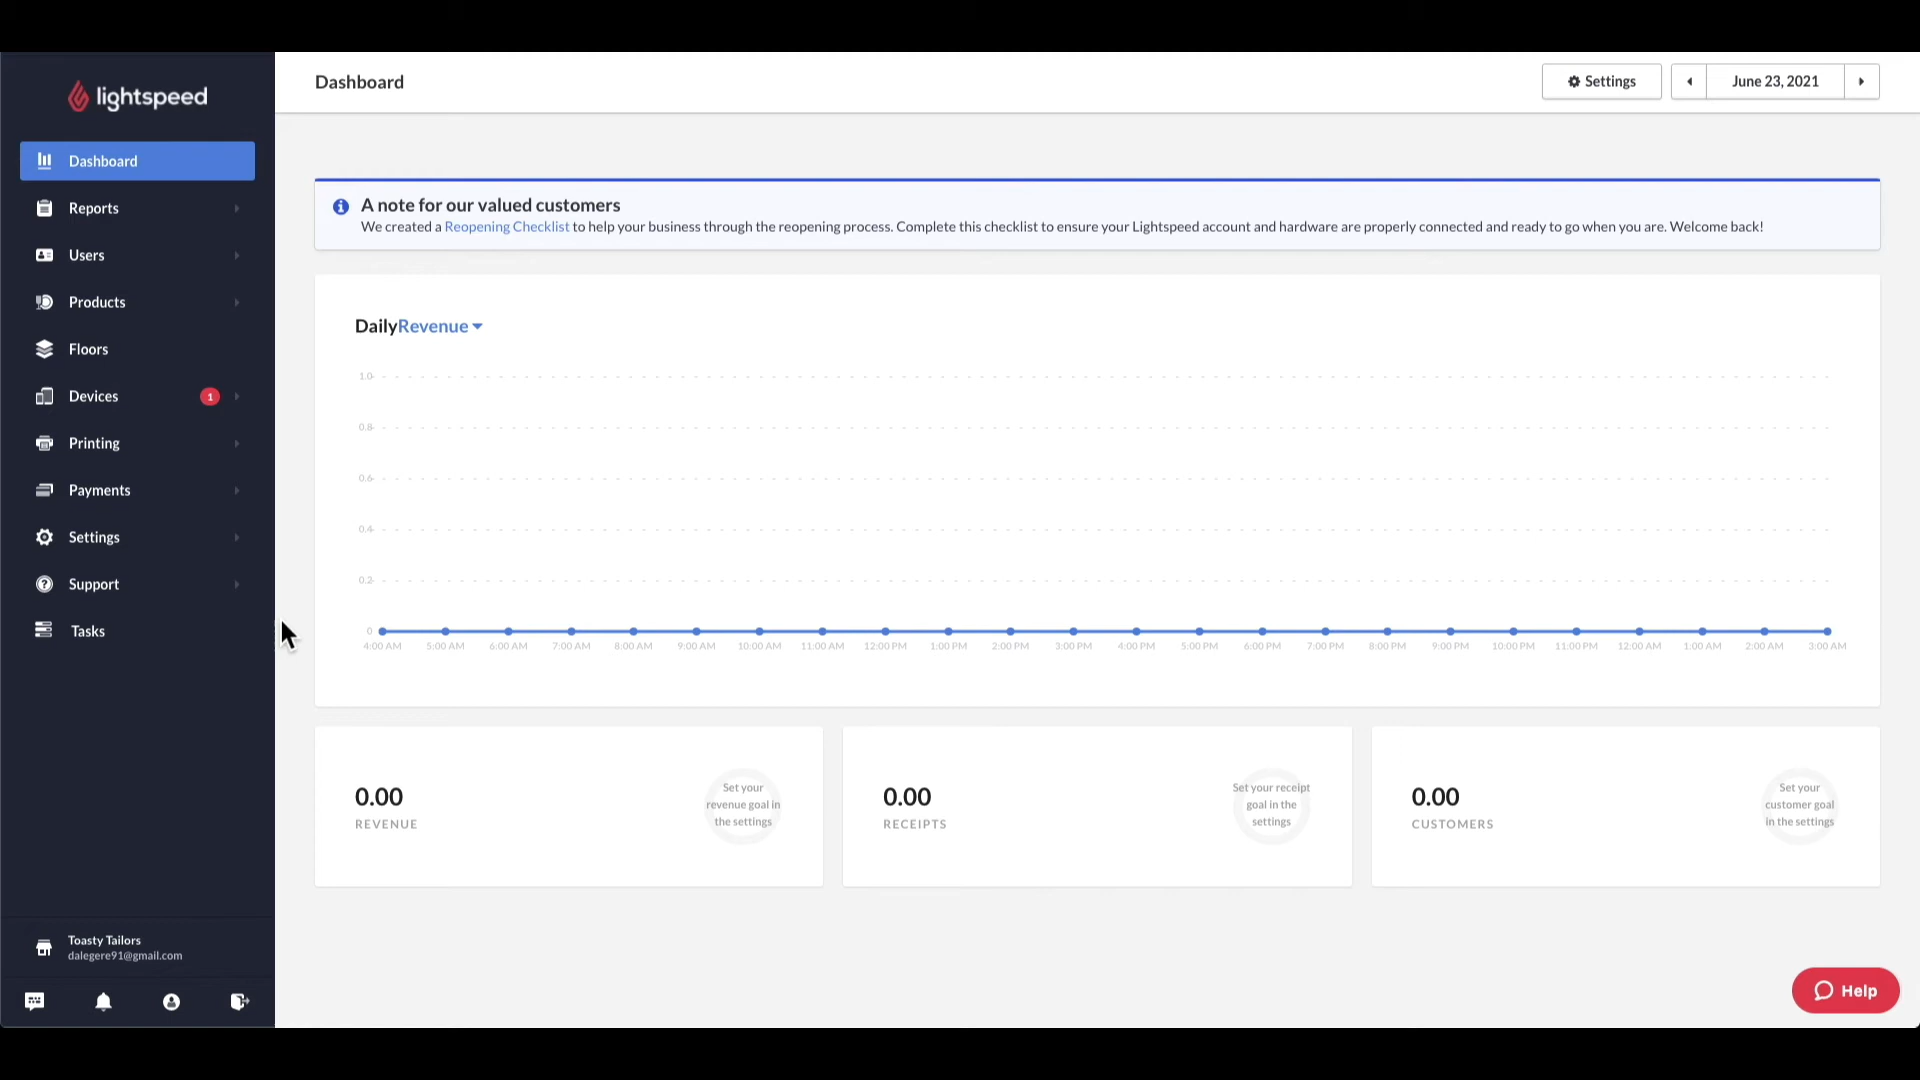 lightspeed
Dashboard
Reports
Users
Products
Floors
Devices
1
Printing
Payments
Settings
Support
Tasks
Toasty Tailors
dalegere91@gmail.com
Dashboard
Settings
June 23, 2021
A note for our valued customers
We created a Reopening Checklist to help your business through the reopening process. Complete this checklist to ensure your Lightspeed account and hardware are properly connected and ready to go when you are. Welcome back!
DailyRevenue
1.0
0.8
0.6
0.4
0.2
0
4:00 AM 5:00 AM 6:00 AM 7:00 AM 8:00 AM 9:00 AM 10:00 AM 11:00 AM 12:00 PM 1:00 PM 2:00 PM 3:00 PM 4:00 PM 5:00 PM 6:00 PM 7:00 PM 8:00 PM 9:00 PM 10:00 PM 11:00 PM 12:00 AM 1:00 AM 2:00 AM 3:00 AM
0.00
REVENUE
Set your
revenue goal in
the settings
0.00
RECEIPTS
Set your receipt
goal in the
settings
0.00
CUSTOMERS
Set your
customer goal
in the settings
Help